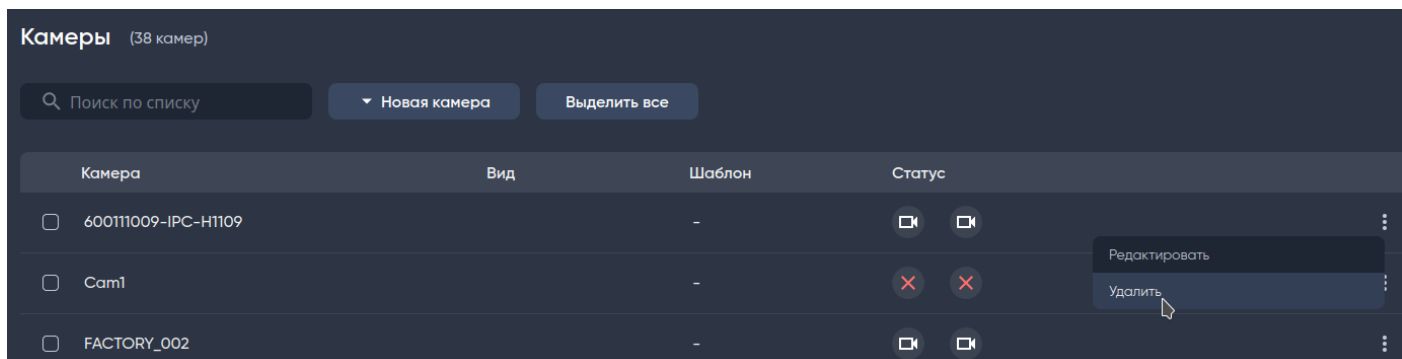 Камеры (38 камер)
Поиск по списку Новая камера Выделить все
Камера Вид Шаблон Статус
600111009-IPC-H1109 -
Редактировать
Cam1 -
Удалить
FACTORY_002 -